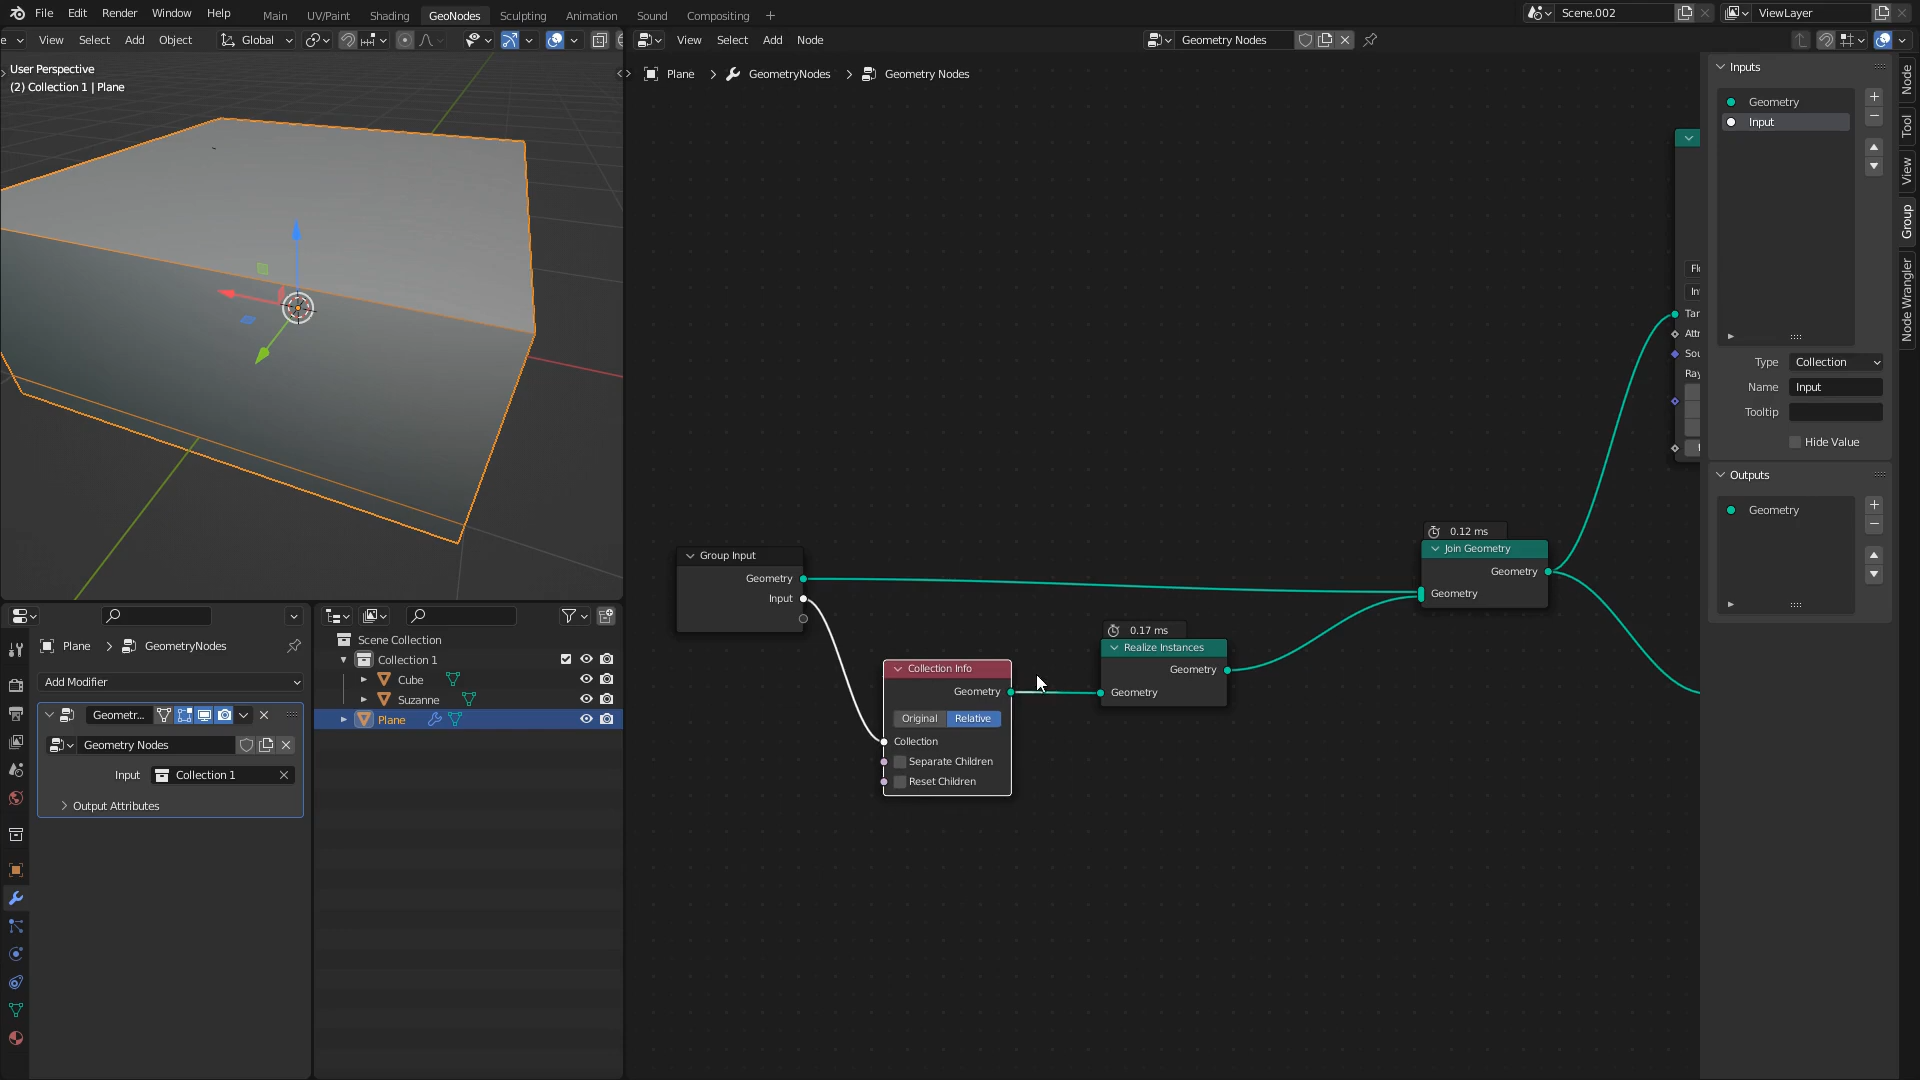 File Edit Render Window Help
Main UV/Paint Shading GeoNodes Sculpting Animation Sound Compositing +
Scene.002
ViewLayer
View Select Add Object
Global
View Select Add Node
Geometry Nodes
User Perspective
(2) Collection 1 | Plane
Plane > GeometryNodes > Geometry Nodes
Inputs
Geometry
Input
Type Collection
Name Input
Tooltip
Hide Value
Outputs
Geometry
Node
Tool
View
Group
Node Wrangler
Group Input
Geometry
Input
Collection Info
Geometry
Original Relative
Collection
Separate Children
Reset Children
0.17 ms
Realize Instances
Geometry
Geometry
0.12 ms
Join Geometry
Geometry
Geometry
Plane > GeometryNodes
Add Modifier
Geometr...
Geometry Nodes
Input Collection 1
Output Attributes
Scene Collection
Collection 1
Cube
Suzanne
Plane